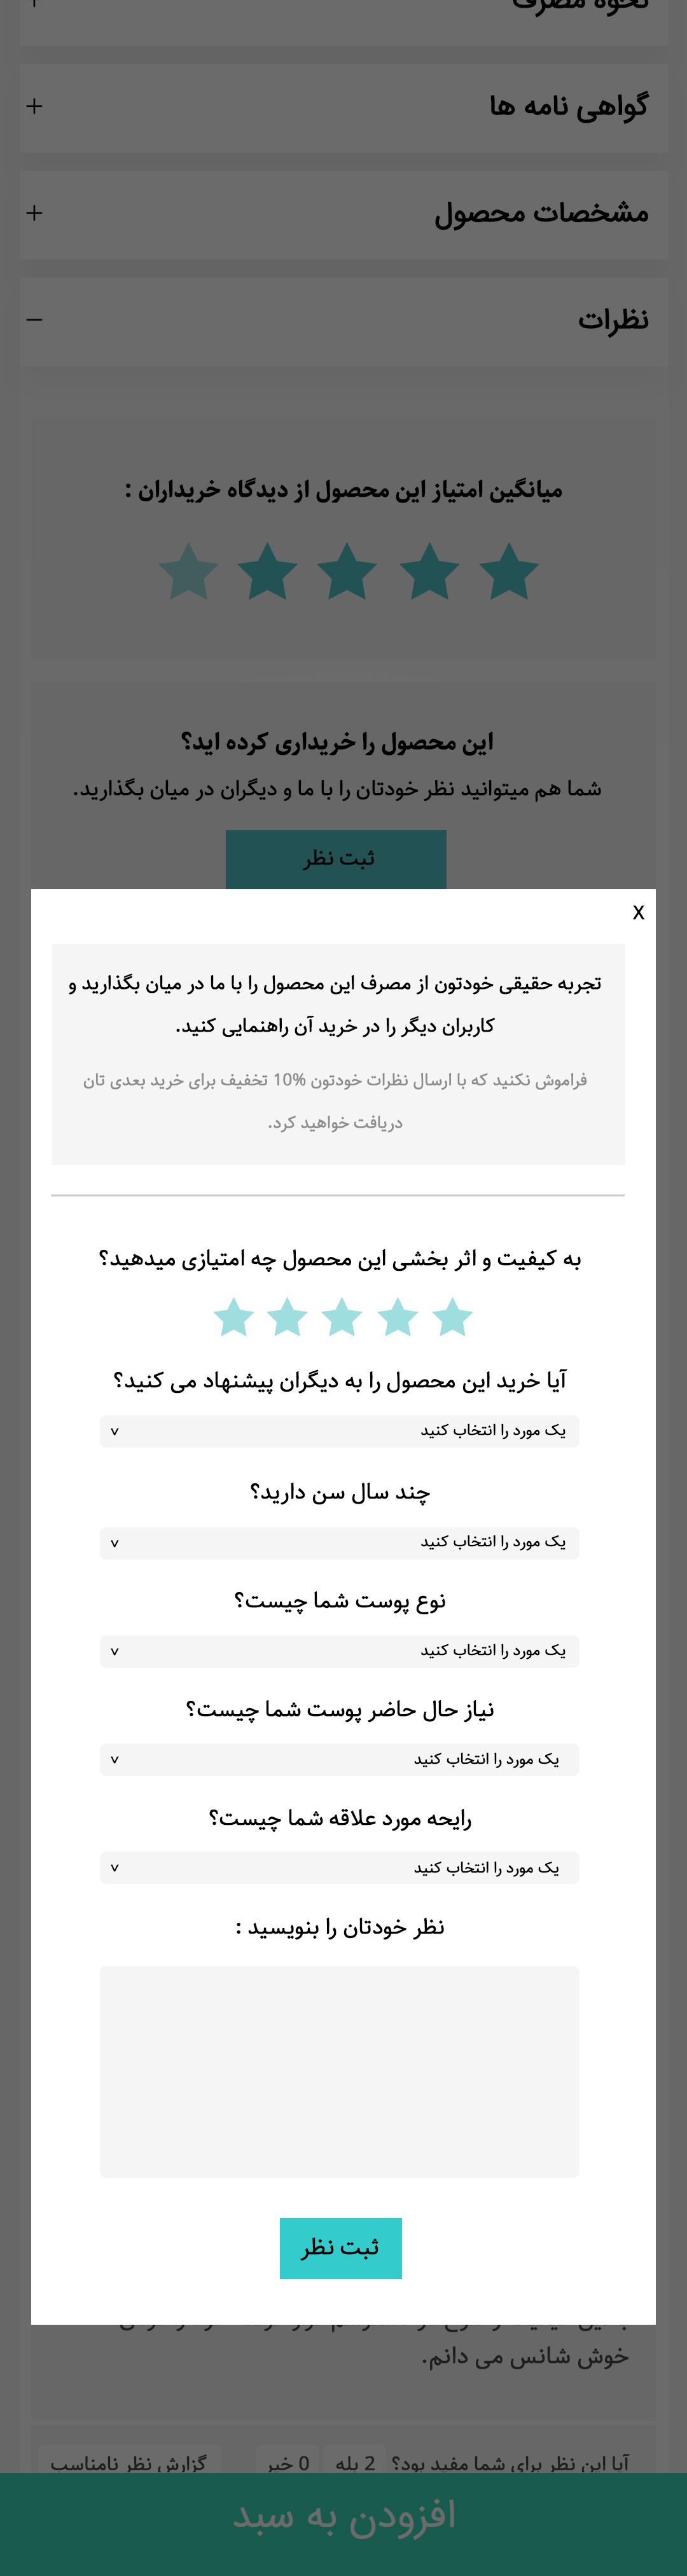 نحوه مصرف
گواهی نامه ها
مشخصات محصول
نظرات
میانگین امتیاز این محصول از دیدگاه خریداران :
این محصول را خریداری کرده اید؟
شما هم میتوانید نظر خودتان را با ما و دیگران در میان بگذارید.
ثبت نظر
X
تجربه حقیقی خودتون از مصرف این محصول را با ما در میان بگذارید و
کاربران دیگر را در خرید آن راهنمایی کنید.
فراموش نکنید که با ارسال نظرات خودتون 10% تخفیف برای خرید بعدی تان
دریافت خواهید کرد.
به کیفیت و اثر بخشی این محصول چه امتیازی میدهید؟
آیا خرید این محصول را به دیگران پیشنهاد می کنید؟
یک مورد را انتخاب کنید
چند سال سن دارید؟
یک مورد را انتخاب کنید
نوع پوست شما چیست؟
یک مورد را انتخاب کنید
نیاز حال حاضر پوست شما چیست؟
یک مورد را انتخاب کنید
رایحه مورد علاقه شما چیست؟
یک مورد را انتخاب کنید
نظر خودتان را بنویسید :
ثبت نظر
خوش شانس می دانم.
آیا این نظر برای شما مفید بود؟ 2 بله 0 خیر گزارش نظر نامناسب
افزودن به سبد